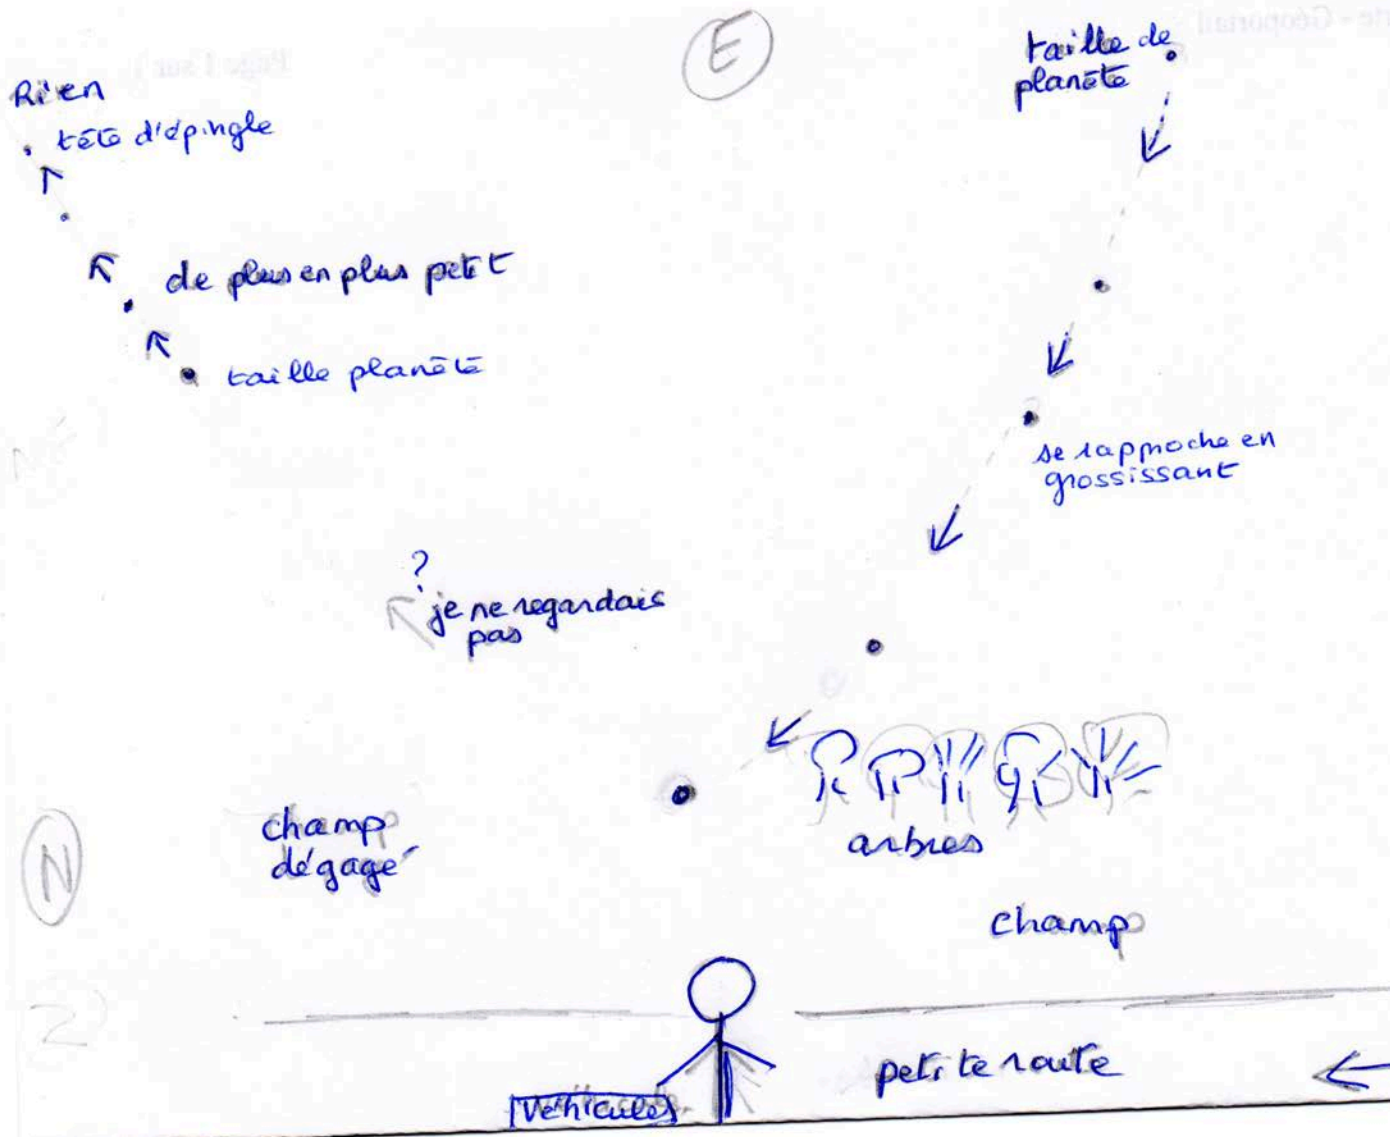 E
taille de
planète
Rien
tête d'épingle
de plus en plus petit
taille planète
se rapproche en
grossissant
?
je ne regardais
pas
champ
dégagé
arbres
N
champ
petite route
Véhicule